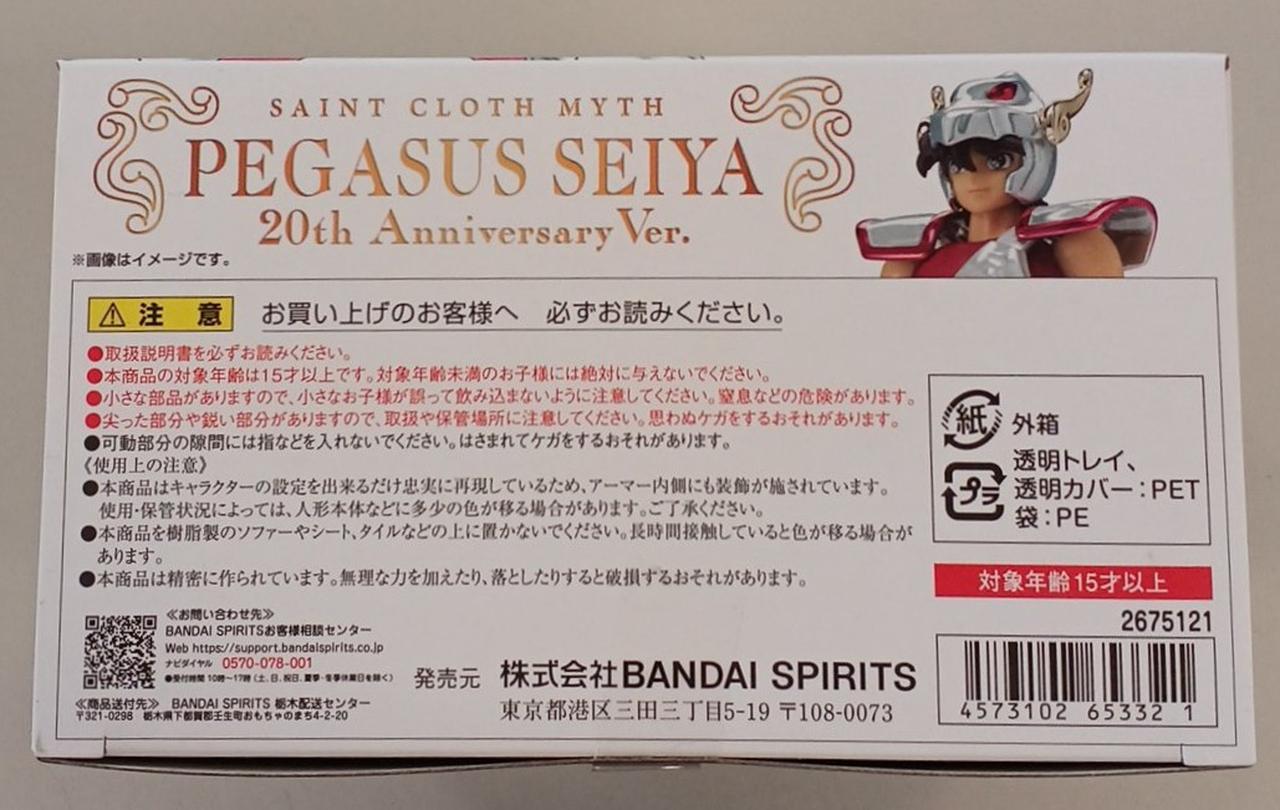 SAINT CLOTH MYTH
PEGASUS SEIYA
20th Anniversary Ver.
※画像はイメージです。
注 意
お買い上げのお客様へ 必ずお読みください。
●取扱説明書を必ずお読みください。
●本商品の対象年齢は15才以上です。対象年齢未満のお子様には絶対に与えないでください。
●小さな部品がありますので、小さなお子様が誤って飲み込まないように注意してください。窒息などの危険があります。
●尖った部分や鋭い部分がありますので、取扱や保管場所に注意してください。思わぬケガをするおそれがあります。
●可動部分の隙間には指などを入れないでください。はさまれてケガをするおそれがあります。
《使用上の注意》
●本商品はキャラクターの設定を出来るだけ忠実に再現しているため、アーマー内側にも装飾が施されています。
使用・保管状況によっては、人形本体などに多少の色が移る場合があります。ご了承ください。
●本商品を樹脂製のソファーやシート、タイルなどの上に置かないでください。長時間接触していると色が移る場合が
あります。
●本商品は精密に作られています。無理な力を加えたり、落としたりすると破損するおそれがあります。
紙
外箱
プラ
透明トレイ、
透明カバー：PET
袋：PE
対象年齢15才以上
2675121
4573102 65332 1
≪お問い合わせ先≫
BANDAI SPIRITSお客様相談センター
Web https://support.bandaispirits.co.jp
ナビダイヤル 0570-078-001
●受付時間 10時〜17時（土、日、祝日、夏季・冬季休業日を除く）
≪商品送付先≫ BANDAI SPIRITS 栃木配送センター
〒321-0298 栃木県下都賀郡壬生町おもちゃのまち4-2-20
発売元 株式会社BANDAI SPIRITS
東京都港区三田三丁目5-19 〒108-0073